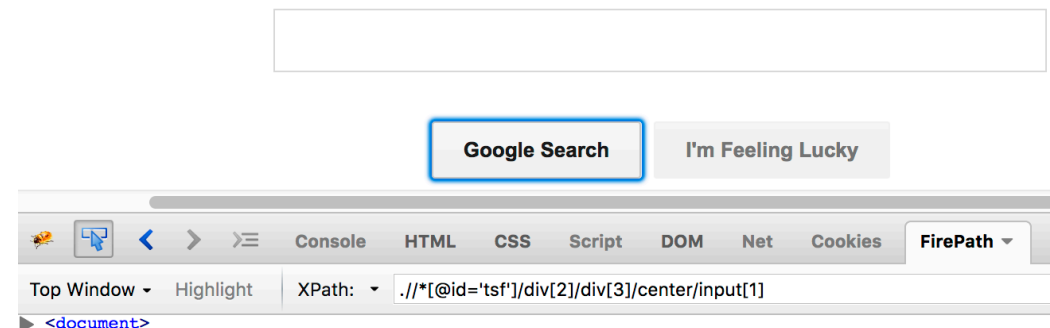 Google Search I'm Feeling Lucky
Console HTML CSS Script DOM Net Cookies FirePath
Top Window Highlight XPath: .//*[@id='tsf']/div[2]/div[3]/center/input[1]
<document>